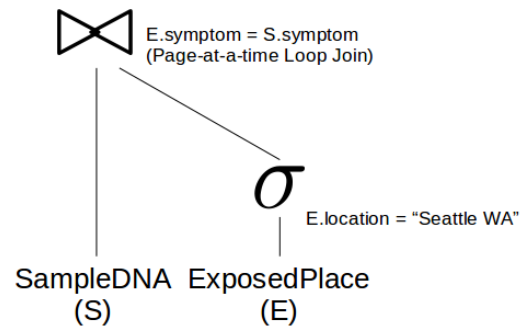 E.symptom = S.symptom
(Page-at-a-time Loop Join)
σ
E.location = “Seattle WA”
SampleDNA ExposedPlace
(S) (E)